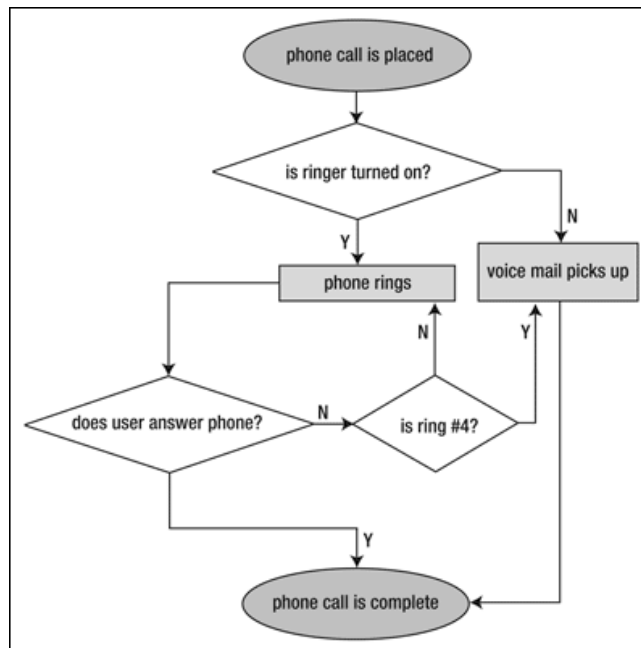 phone call is placed
is ringer turned on?
N
Y
voice mail picks up
phone rings
N
Y
does user answer phone?
N
is ring #4?
Y
phone call is complete